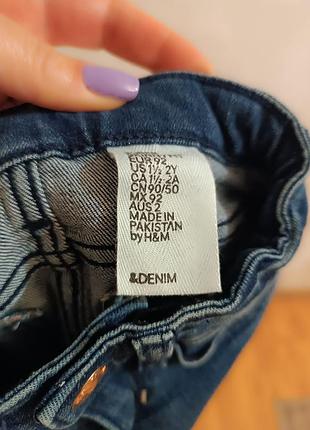 EUR 92
US 1½ 2Y
CA 1½-2A
CN 90/50
MX 92
AUS 2
MADE IN
PAKISTAN
by H&M
&DENIM